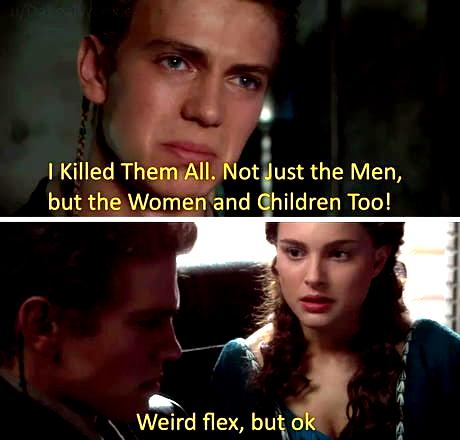 I Killed Them All. Not Just the Men,
but the Women and Children Too!
Weird flex, but ok